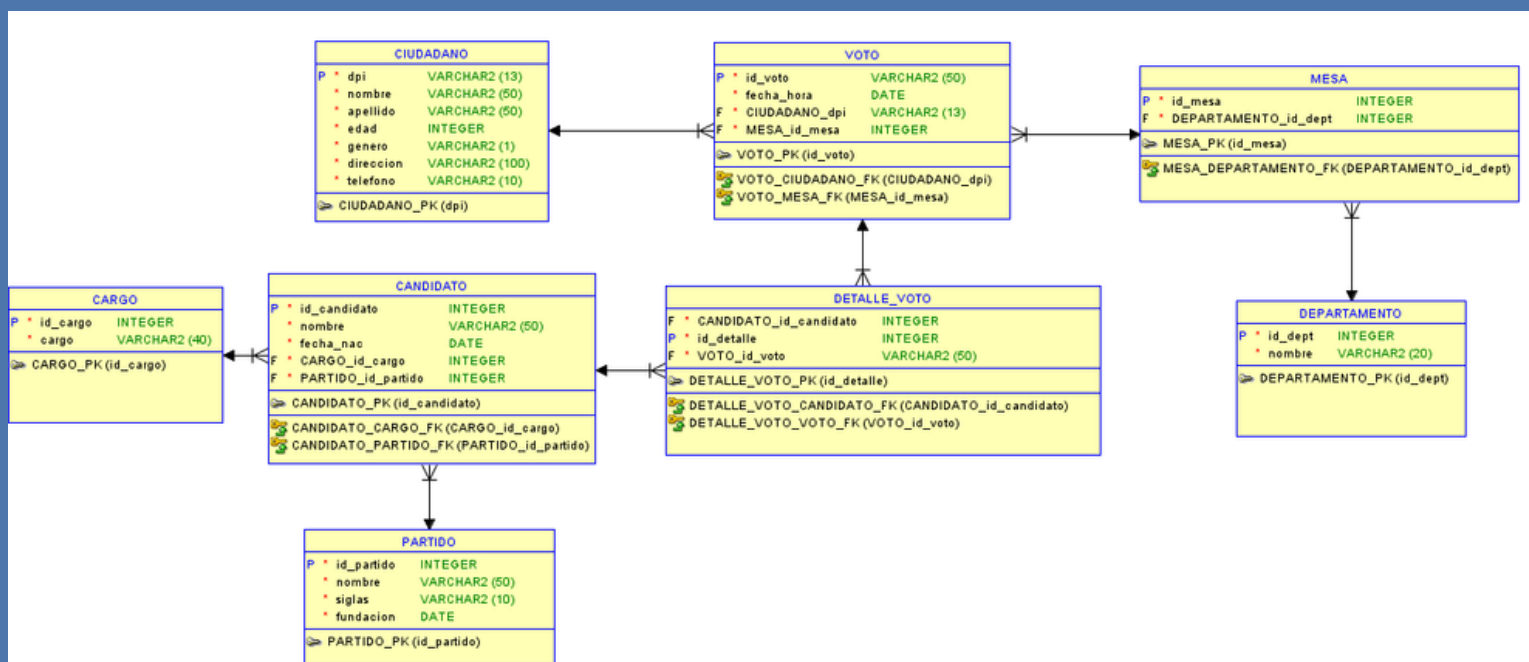 CIUDADANO
P * dpi VARCHAR2 (13)
* nombre VARCHAR2 (50)
* apellido VARCHAR2 (50)
* edad INTEGER
* genero VARCHAR2 (1)
* direccion VARCHAR2 (100)
* telefono VARCHAR2 (10)
CIUDADANO_PK (dpi)
VOTO
P * id_voto VARCHAR2 (50)
* fecha_hora DATE
F * CIUDADANO_dpi VARCHAR2 (13)
F * MESA_id_mesa INTEGER
VOTO_PK (id_voto)
VOTO_CIUDADANO_FK (CIUDADANO_dpi)
VOTO_MESA_FK (MESA_id_mesa)
MESA
P * id_mesa INTEGER
F * DEPARTAMENTO_id_dept INTEGER
MESA_PK (id_mesa)
MESA_DEPARTAMENTO_FK (DEPARTAMENTO_id_dept)
CARGO
P * id_cargo INTEGER
* cargo VARCHAR2 (40)
CARGO_PK (id_cargo)
CANDIDATO
P * id_candidato INTEGER
* nombre VARCHAR2 (50)
* fecha_nac DATE
F * CARGO_id_cargo INTEGER
F * PARTIDO_id_partido INTEGER
CANDIDATO_PK (id_candidato)
CANDIDATO_CARGO_FK (CARGO_id_cargo)
CANDIDATO_PARTIDO_FK (PARTIDO_id_partido)
DETALLE_VOTO
F * CANDIDATO_id_candidato INTEGER
P * id_detalle INTEGER
F * VOTO_id_voto VARCHAR2 (50)
DETALLE_VOTO_PK (id_detalle)
DETALLE_VOTO_CANDIDATO_FK (CANDIDATO_id_candidato)
DETALLE_VOTO_VOTO_FK (VOTO_id_voto)
DEPARTAMENTO
P * id_dept INTEGER
* nombre VARCHAR2 (20)
DEPARTAMENTO_PK (id_dept)
PARTIDO
P * id_partido INTEGER
* nombre VARCHAR2 (50)
* siglas VARCHAR2 (10)
* fundacion DATE
PARTIDO_PK (id_partido)